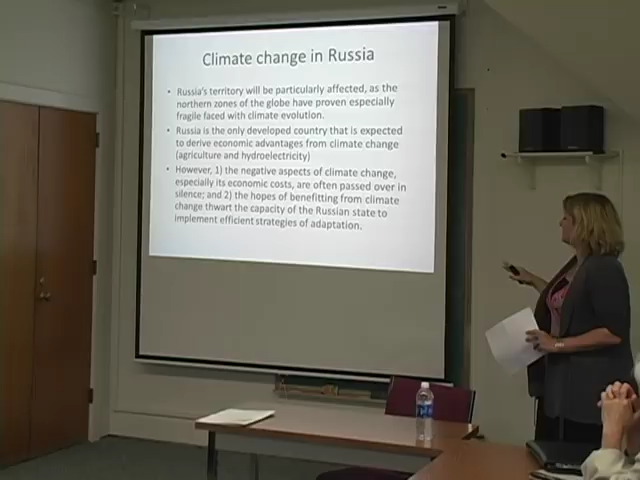 Climate change in Russia
• Russia's territory will be particularly affected, as the
northern zones of the globe have proven especially
fragile faced with climate evolution.
• Russia is the only developed country that is expected
to derive economic advantages from climate change
(agriculture and hydroelectricity)
• However, 1) the negative aspects of climate change,
especially its economic costs, are often passed over in
silence; and 2) the hopes of benefitting from climate
change thwart the capacity of the Russian state to
implement efficient strategies of adaptation.